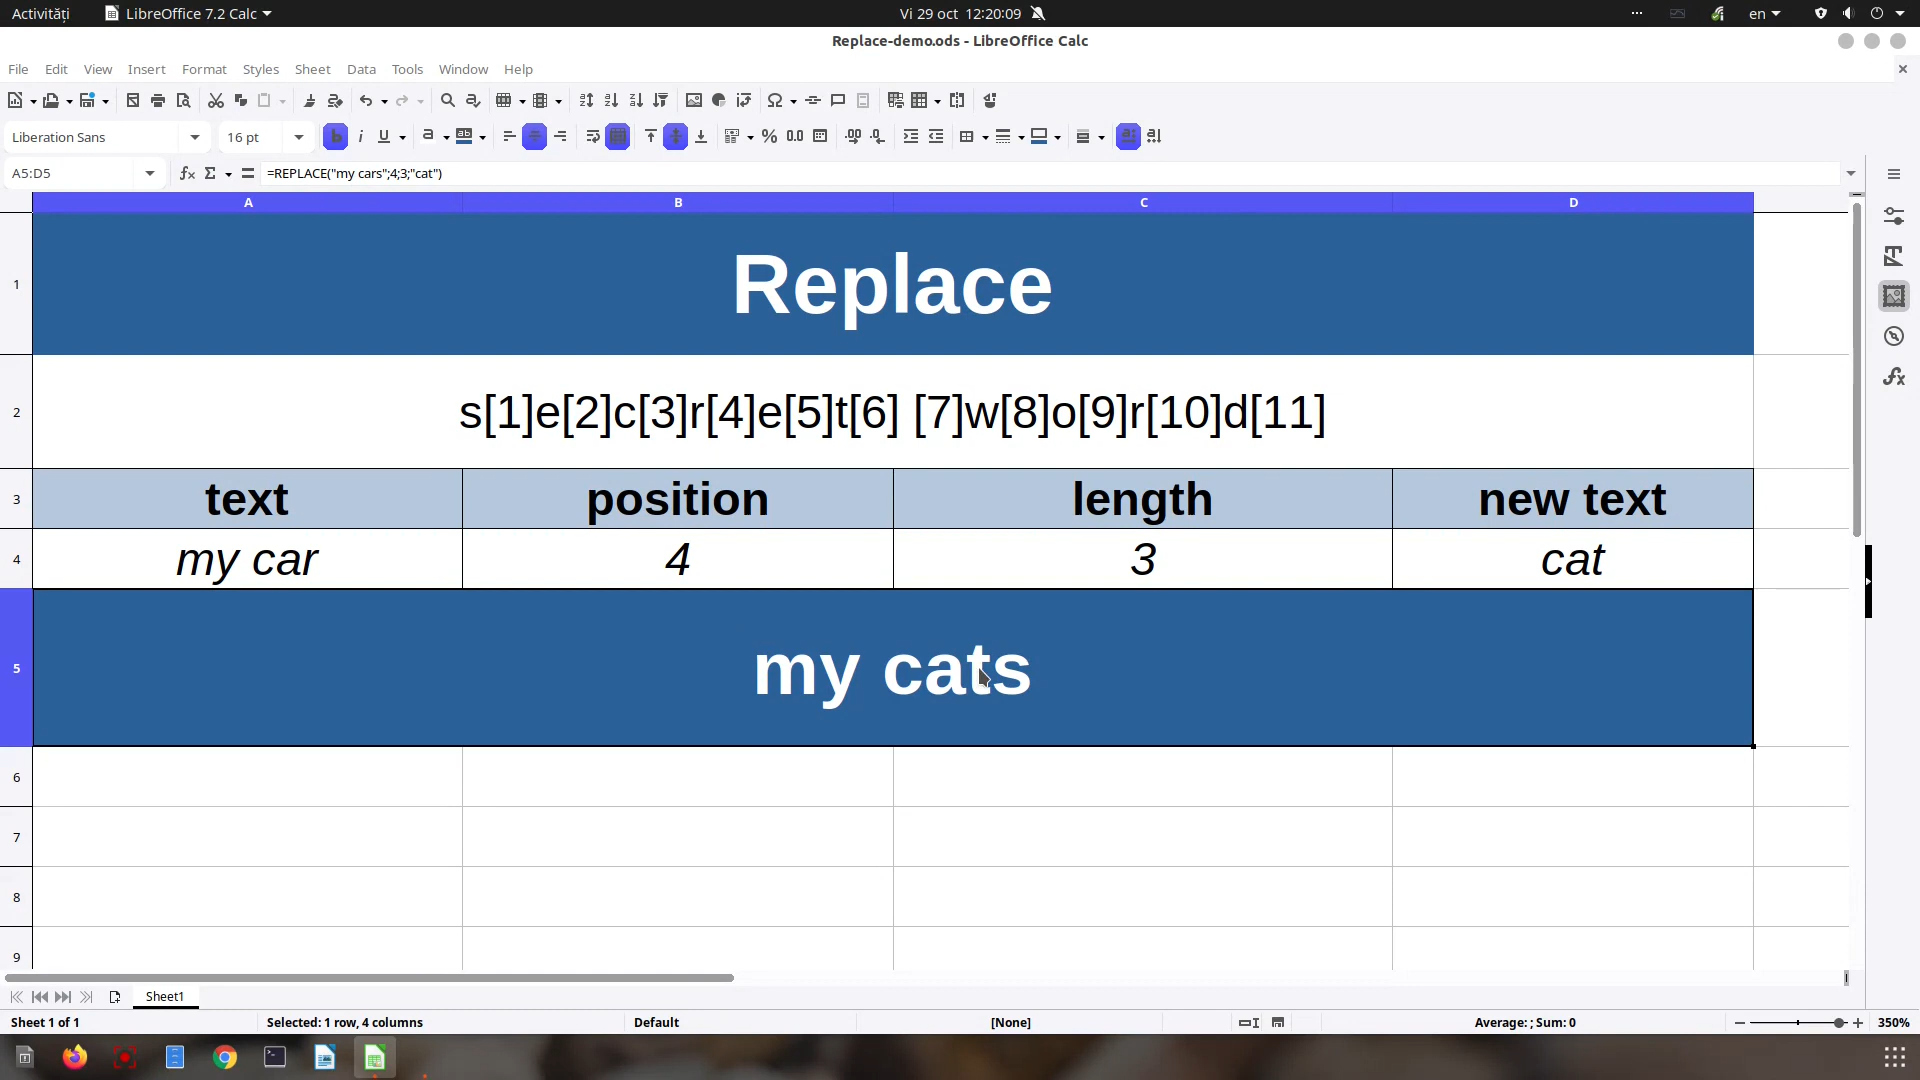 Activități LibreOffice 7.2 Calc Vi 29 oct 12:20:09 en
Replace-demo.ods - LibreOffice Calc
File Edit View Insert Format Styles Sheet Data Tools Window Help
Liberation Sans 16 pt
A5:D5 =REPLACE("my cars";4;3;"cat")
A B C D
1 Replace
2 s[1]e[2]c[3]r[4]e[5]t[6] [7]w[8]o[9]r[10]d[11]
3 text position length new text
4 my car 4 3 cat
5 my cats
6
7
8
9
Sheet1
Sheet 1 of 1 Selected: 1 row, 4 columns Default [None] Average: ; Sum: 0 350%